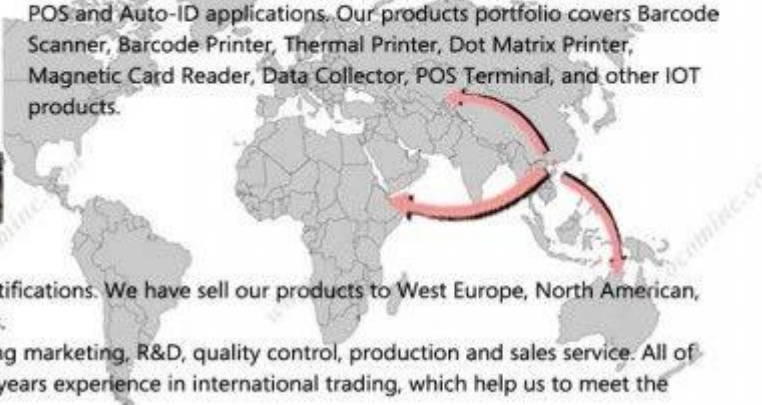 POS and Auto-ID applications. Our products portfolio covers Barcode
Scanner, Barcode Printer, Thermal Printer, Dot Matrix Printer,
Magnetic Card Reader, Data Collector, POS Terminal, and other IOT
products.
tifications. We have sell our products to West Europe, North American,
ng marketing, R&D, quality control, production and sales service. All of
years experience in international trading, which help us to meet the